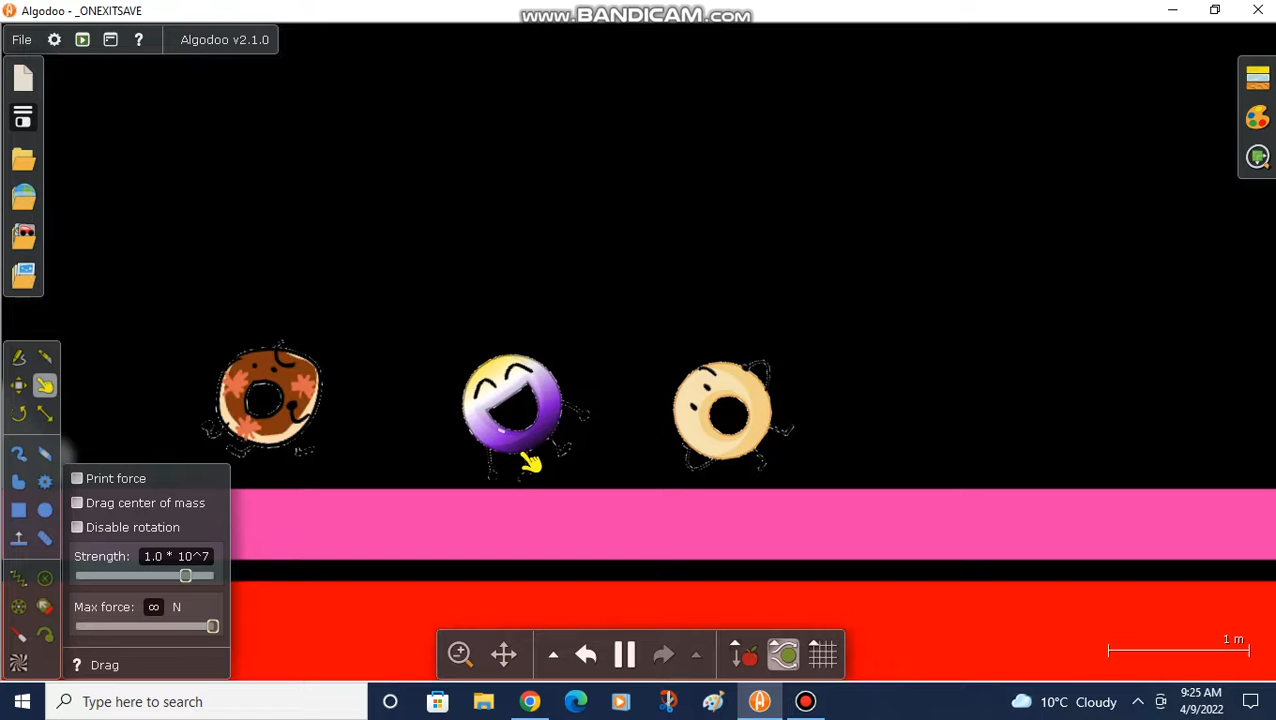 Algodoo - _ONEXITSAVE
www.BANDICAM.com
File
?
Algodoo v2.1.0
Print force
Drag center of mass
Disable rotation
Strength: 1.0 * 10^7
Max force: ∞ N
? Drag
1 m
Type here to search
10°C Cloudy
9:25 AM
4/9/2022